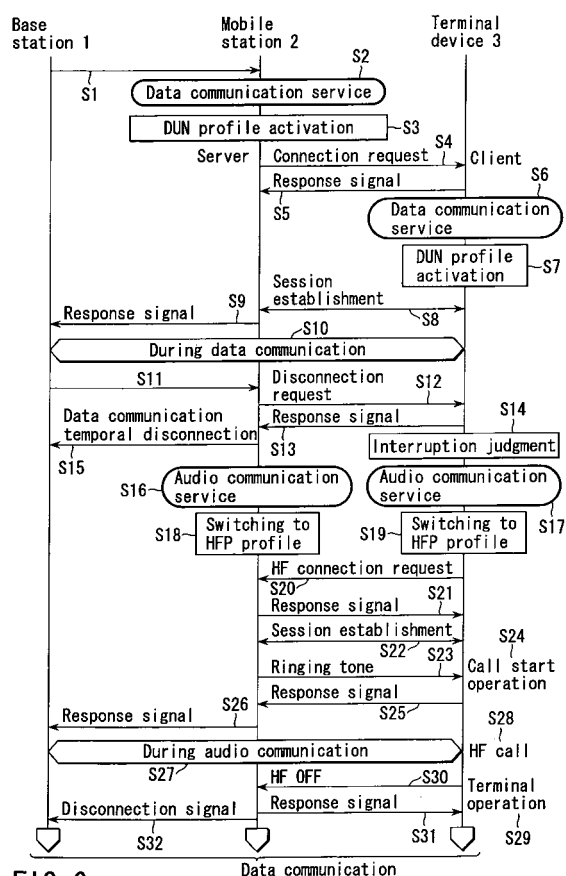 Base
station 1
Mobile
station 2
Terminal
device 3
S1
S2
Data communication service
DUN profile activation
S3
Server
Connection request
S4
Client
Response signal
S5
S6
Data communication
service
DUN profile
activation
S7
Session
establishment
S8
Response signal
S9
S10
During data communication
S11
Disconnection
request
S12
Data communication
temporal disconnection
Response signal
S13
S14
Interruption judgment
S15
S16
Audio communication
service
Audio communication
service
S17
S18
Switching to
HFP profile
S19
Switching to
HFP profile
HF connection request
S20
S21
Response signal
Session establishment
S22
S23
S24
Ringing tone
Call start
operation
Response signal
S25
S26
Response signal
S28
During audio communication
HF call
S27
HF OFF
S30
Terminal
operation
Disconnection signal
Response signal
S29
S32
S31
Data communication